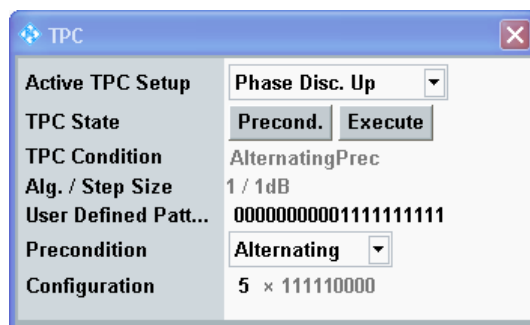 TPC
Active TPC Setup Phase Disc. Up
TPC State Precond. Execute
TPC Condition AlternatingPrec
Alg. / Step Size 1 / 1dB
User Defined Patt... 00000000001111111111
Precondition Alternating
Configuration 5 × 111110000